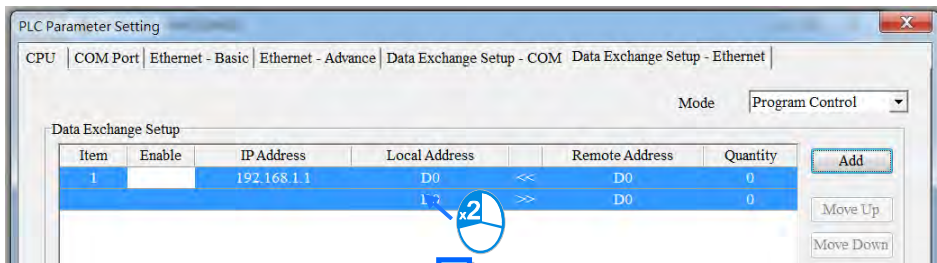 PLC Parameter Setting
CPU COM Port Ethernet - Basic Ethernet - Advance Data Exchange Setup - COM Data Exchange Setup - Ethernet
Mode Program Control
Data Exchange Setup
Item Enable IP Address Local Address Remote Address Quantity
Add
1 192.168.1.1 D0 << D0 0
>> D0 0
x2
Move Up
Move Down